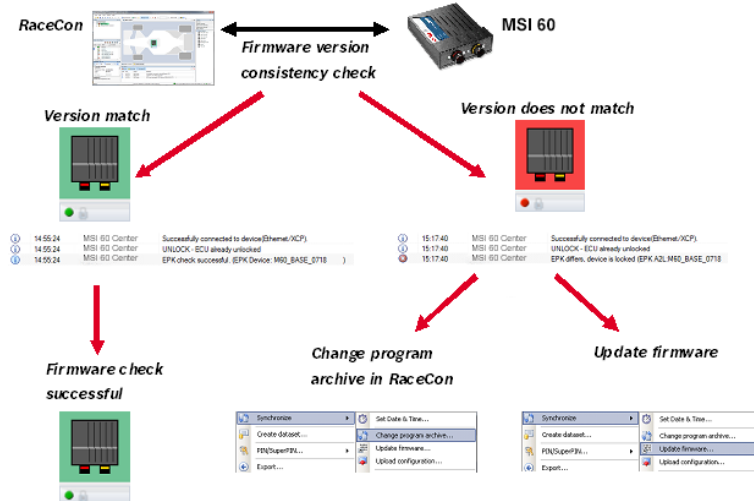 RaceCon
MSI 60
Firmware version
consistency check
Version match
Version does not match
14:55:24 MSI 60 Center Successfully connected to device(Ethernet/XCP).
14:55:24 MSI 60 Center UNLOCK - ECU already unlocked
14:55:24 MSI 60 Center EPK check successful. (EPK Device: M60_BASE_0718 )
15:17:40 MSI 60 Center Successfully connected to device(Ethernet/XCP).
15:17:40 MSI 60 Center UNLOCK - ECU already unlocked
15:17:40 MSI 60 Center EPK differs, device is locked (EPK A2L:M60_BASE_0718
Firmware check
successful
Change program
archive in RaceCon
Update firmware
Synchronize
Create dataset...
PIN/SuperPIN...
Export...
Set Date & Time...
Change program archive...
Update firmware...
Upload configuration...
Synchronize
Create dataset...
PIN/SuperPIN...
Export...
Set Date & Time...
Change program archive...
Update firmware...
Upload configuration...